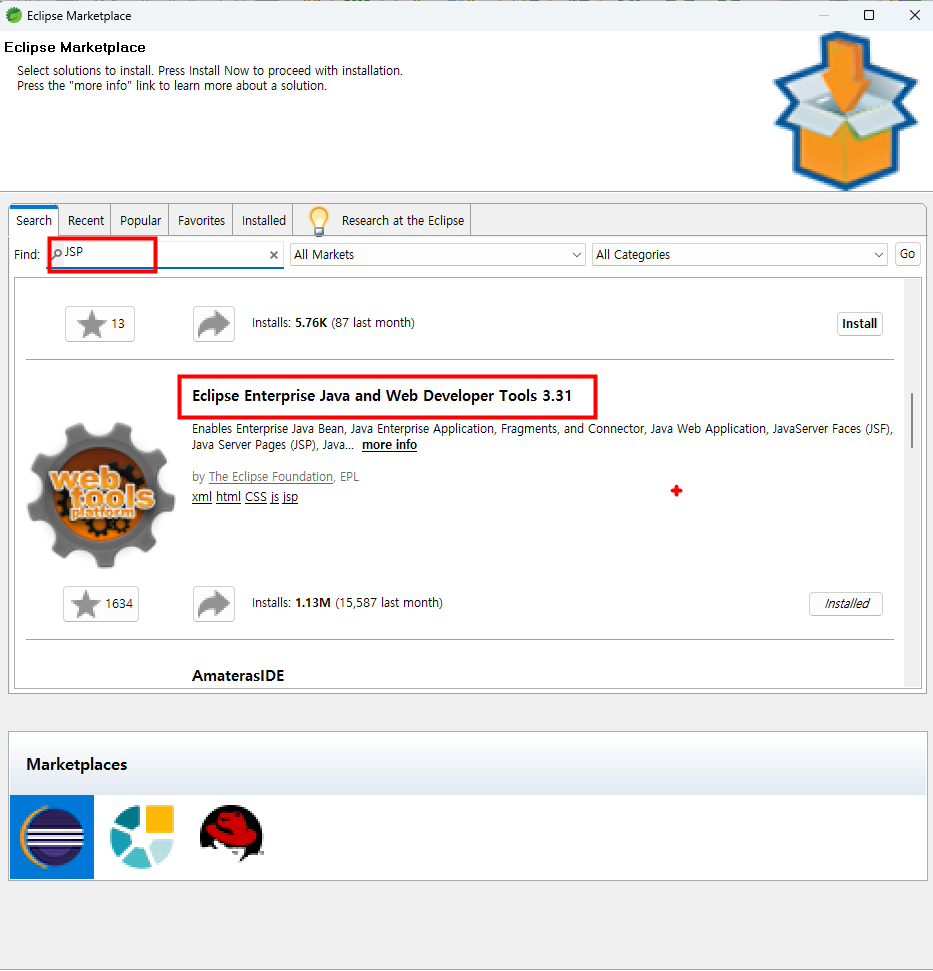 Eclipse Marketplace
Eclipse Marketplace
Select solutions to install. Press Install Now to proceed with installation.
Press the "more info" link to learn more about a solution.
Search Recent Popular Favorites Installed Research at the Eclipse
Find: JSP All Markets All Categories Go
13 Installs: 5.76K (87 last month) Install
Eclipse Enterprise Java and Web Developer Tools 3.31
Enables Enterprise Java Bean, Java Enterprise Application, Fragments, and Connector, Java Web Application, JavaServer Faces (JSF),
Java Server Pages (JSP), Java... more info
web
tools
platform
by The Eclipse Foundation, EPL
xml html CSS js jsp
1634 Installs: 1.13M (15,587 last month) Installed
AmaterasIDE
Marketplaces